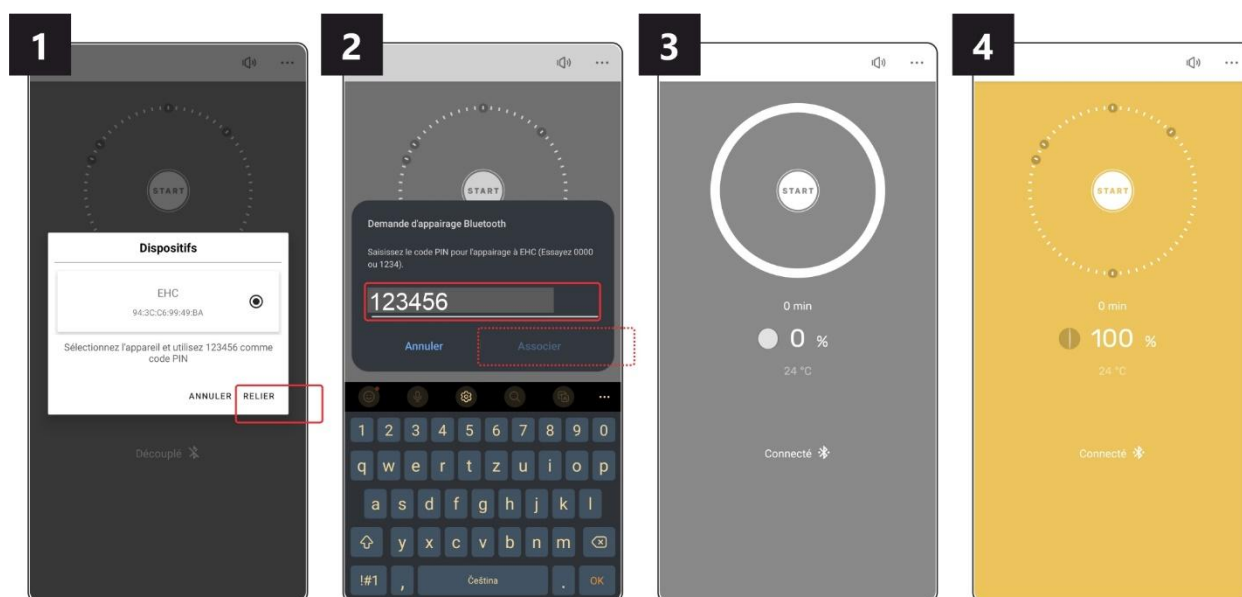 1
START
Dispositifs
EHC
94:3C:C6:99:49:BA
Sélectionnez l'appareil et utilisez 123456 comme
code PIN
ANNULER RELIER
Découplé
2
START
Demande d'appairage Bluetooth
Saisissez le code PIN pour l'appairage à EHC (Essayez 0000
ou 1234).
123456
Annuler Associer
1 2 3 4 5 6 7 8 9 0
q w e r t z u i o p
a s d f g h j k l
y x c v b n m
!#1 , Čeština . OK
3
START
0 min
0 %
24 °C
Connecté
4
START
0 min
100 %
24 °C
Connecté